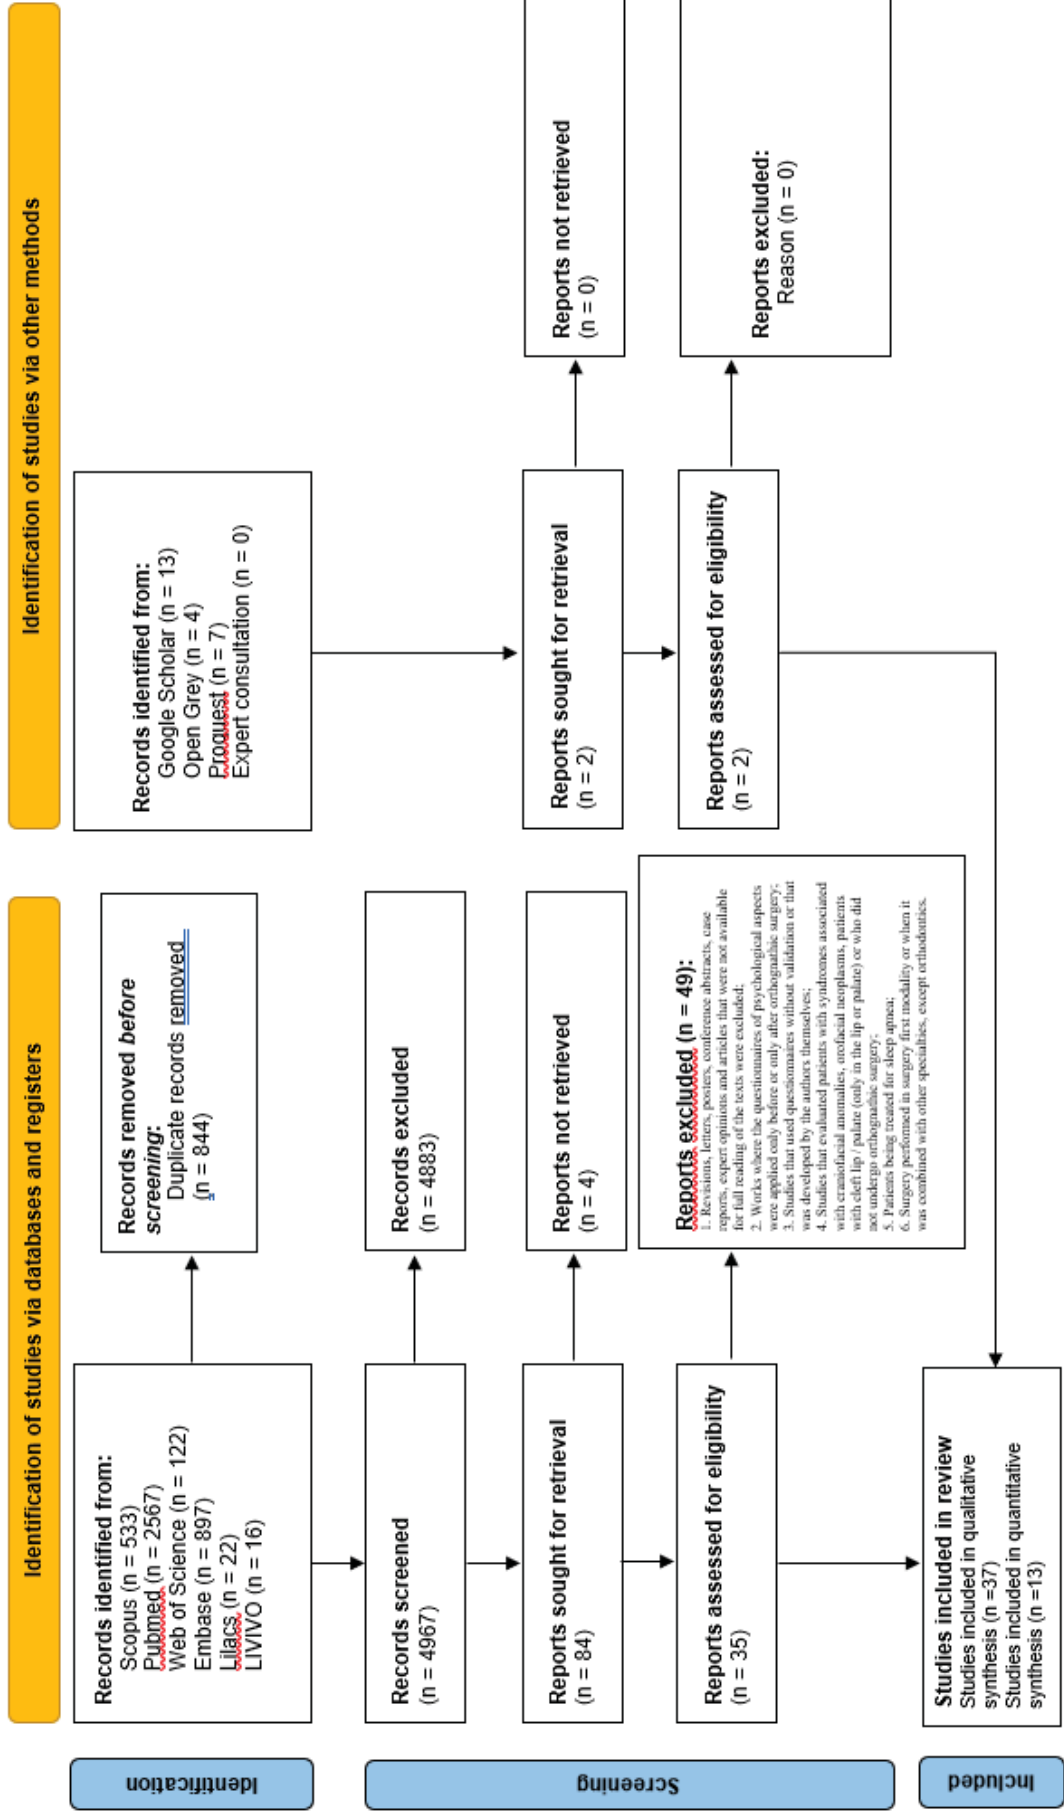 Identification of studies via databases and registers
Identification of studies via other methods
Identification
Records identified from:
Scopus (n = 533)
Pubmed (n = 2567)
Web of Science (n = 122)
Embase (n = 897)
Lilacs (n = 22)
LIVIVO (n = 16)
Records removed before
screening:
Duplicate records removed
(n = 844)
Records identified from:
Google Scholar (n = 13)
Open Grey (n = 4)
Proquest (n = 7)
Expert consultation (n = 0)
Screening
Records screened
(n = 4967)
Records excluded
(n = 4883)
Reports sought for retrieval
(n = 84)
Reports not retrieved
(n = 4)
Reports sought for retrieval
(n = 2)
Reports not retrieved
(n = 0)
Reports assessed for eligibility
(n = 35)
Reports excluded (n = 49):
1. Revisions, letters, posters, conference abstracts, case
reports, expert opinions and articles that were not available
for full reading of the texts were excluded;
2. Works where the questionnaires of psychological aspects
were applied only before or only after orthognathic surgery;
3. Studies that used questionnaires without validation or that
was developed by the authors themselves;
4. Studies that evaluated patients with syndromes associated
with craniofacial anomalies, orofacial neoplasms, patients
with cleft lip / palate (only in the lip or palate) or who did
not undergo orthognathic surgery;
5. Patients being treated for sleep apnea;
6. Surgery performed in surgery first modality or when it
was combined with other specialties, except orthodontics.
Reports assessed for eligibility
(n = 2)
Reports excluded:
Reason (n = 0)
Included
Studies included in review
Studies included in qualitative
synthesis (n =37)
Studies included in quantitative
synthesis (n =13)